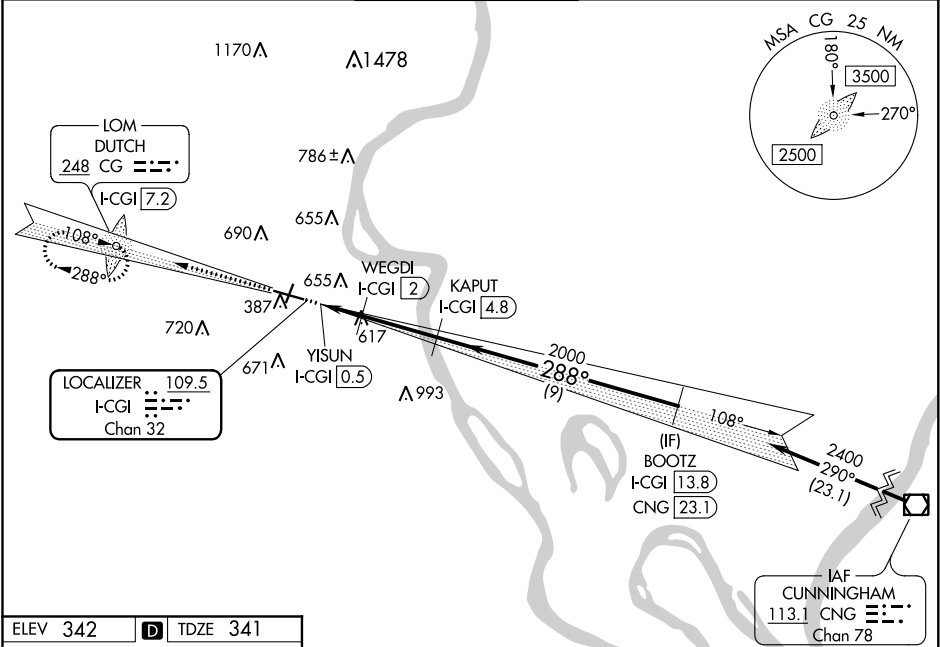 MSA CG 25 NM
180°
3500
270°
2500
1170
1478
LOM
DUTCH
248 CG
I-CGI 7.2
786±
690
655
108°
288°
655
WEGDI
I-CGI 2
KAPUT
I-CGI 4.8
387
617
720
671
YISUN
I-CGI 0.5
993
2000
288°
(9)
108°
LOCALIZER 109.5
I-CGI
Chan 32
(IF)
BOOTZ
I-CGI 13.8
CNG 23.1
2400
290°
(23.1)
IAF
CUNNINGHAM
113.1 CNG
Chan 78
ELEV 342 D TDZE 341